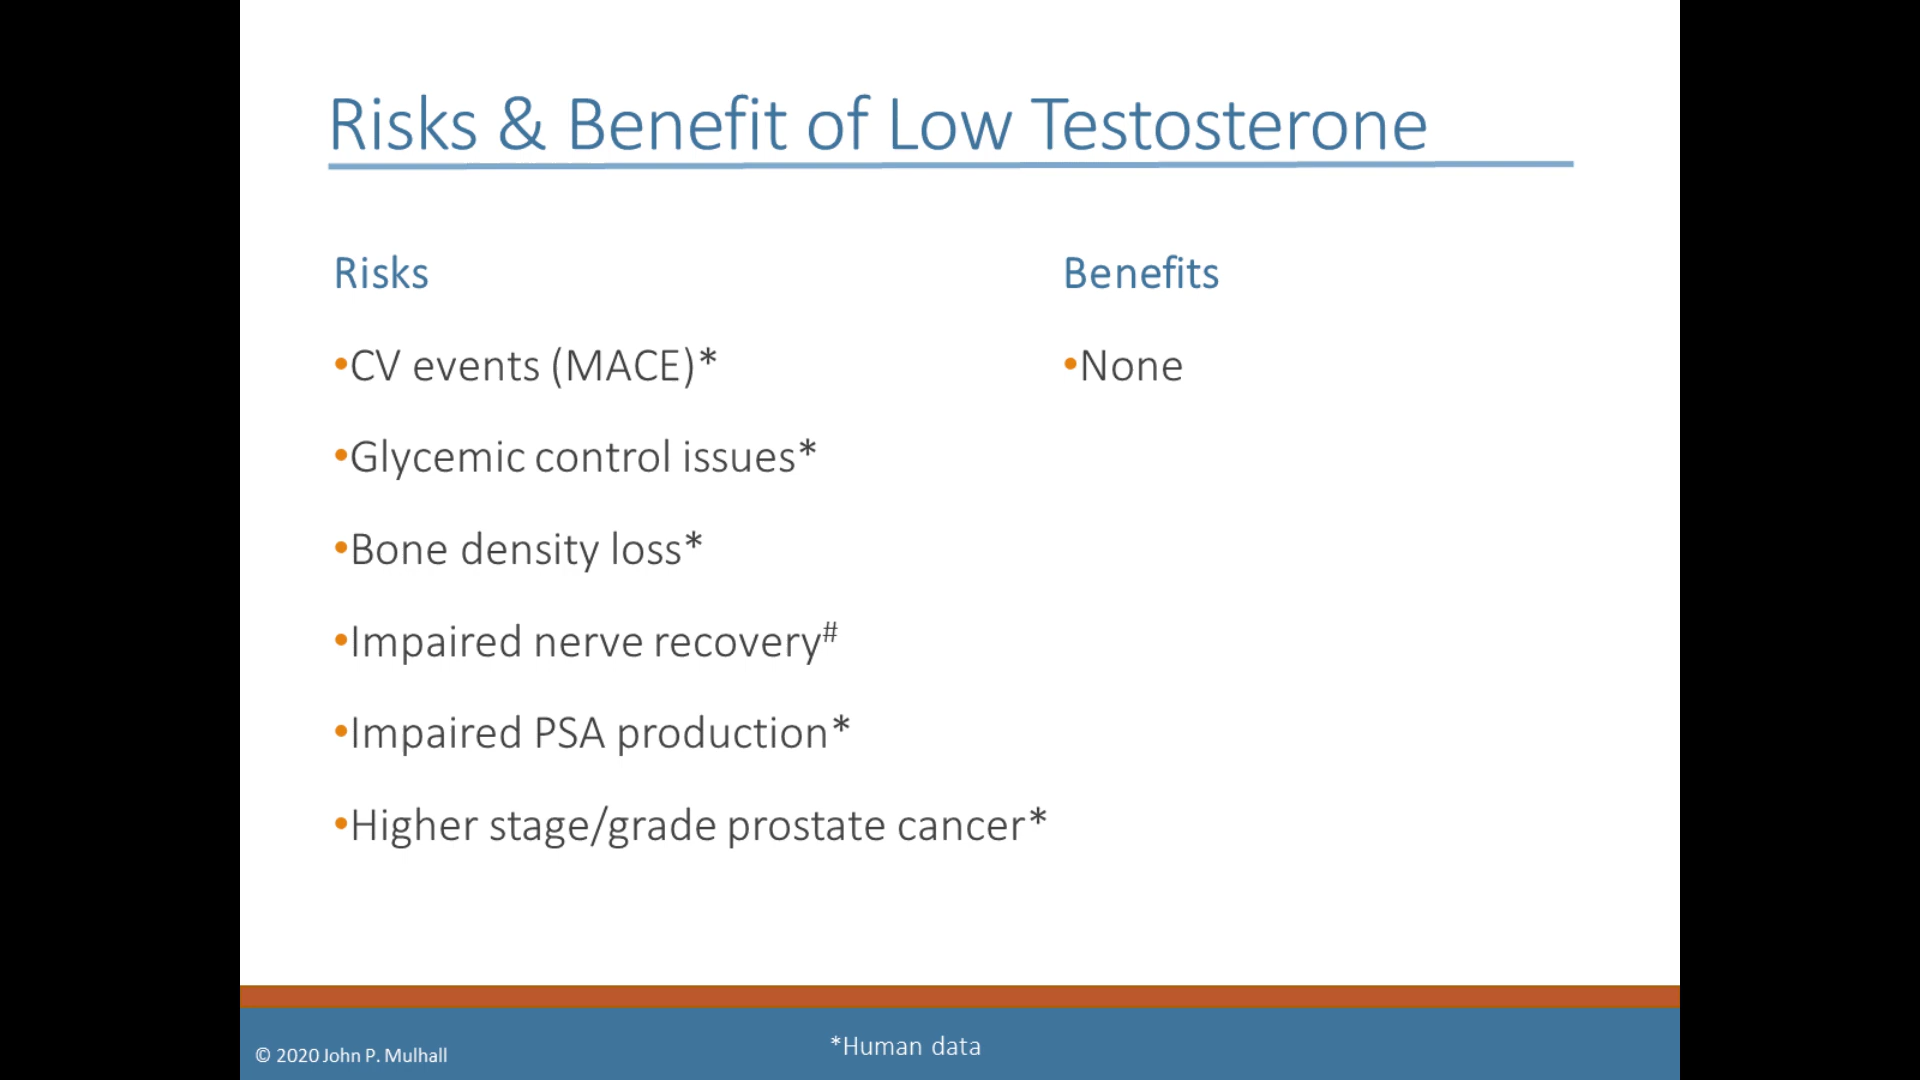 Risks & Benefit of Low Testosterone
Risks
•CV events (MACE)*
•Glycemic control issues*
•Bone density loss*
•Impaired nerve recovery#
•Impaired PSA production*
•Higher stage/grade prostate cancer*
Benefits
•None
© 2020 John P. Mulhall
*Human data